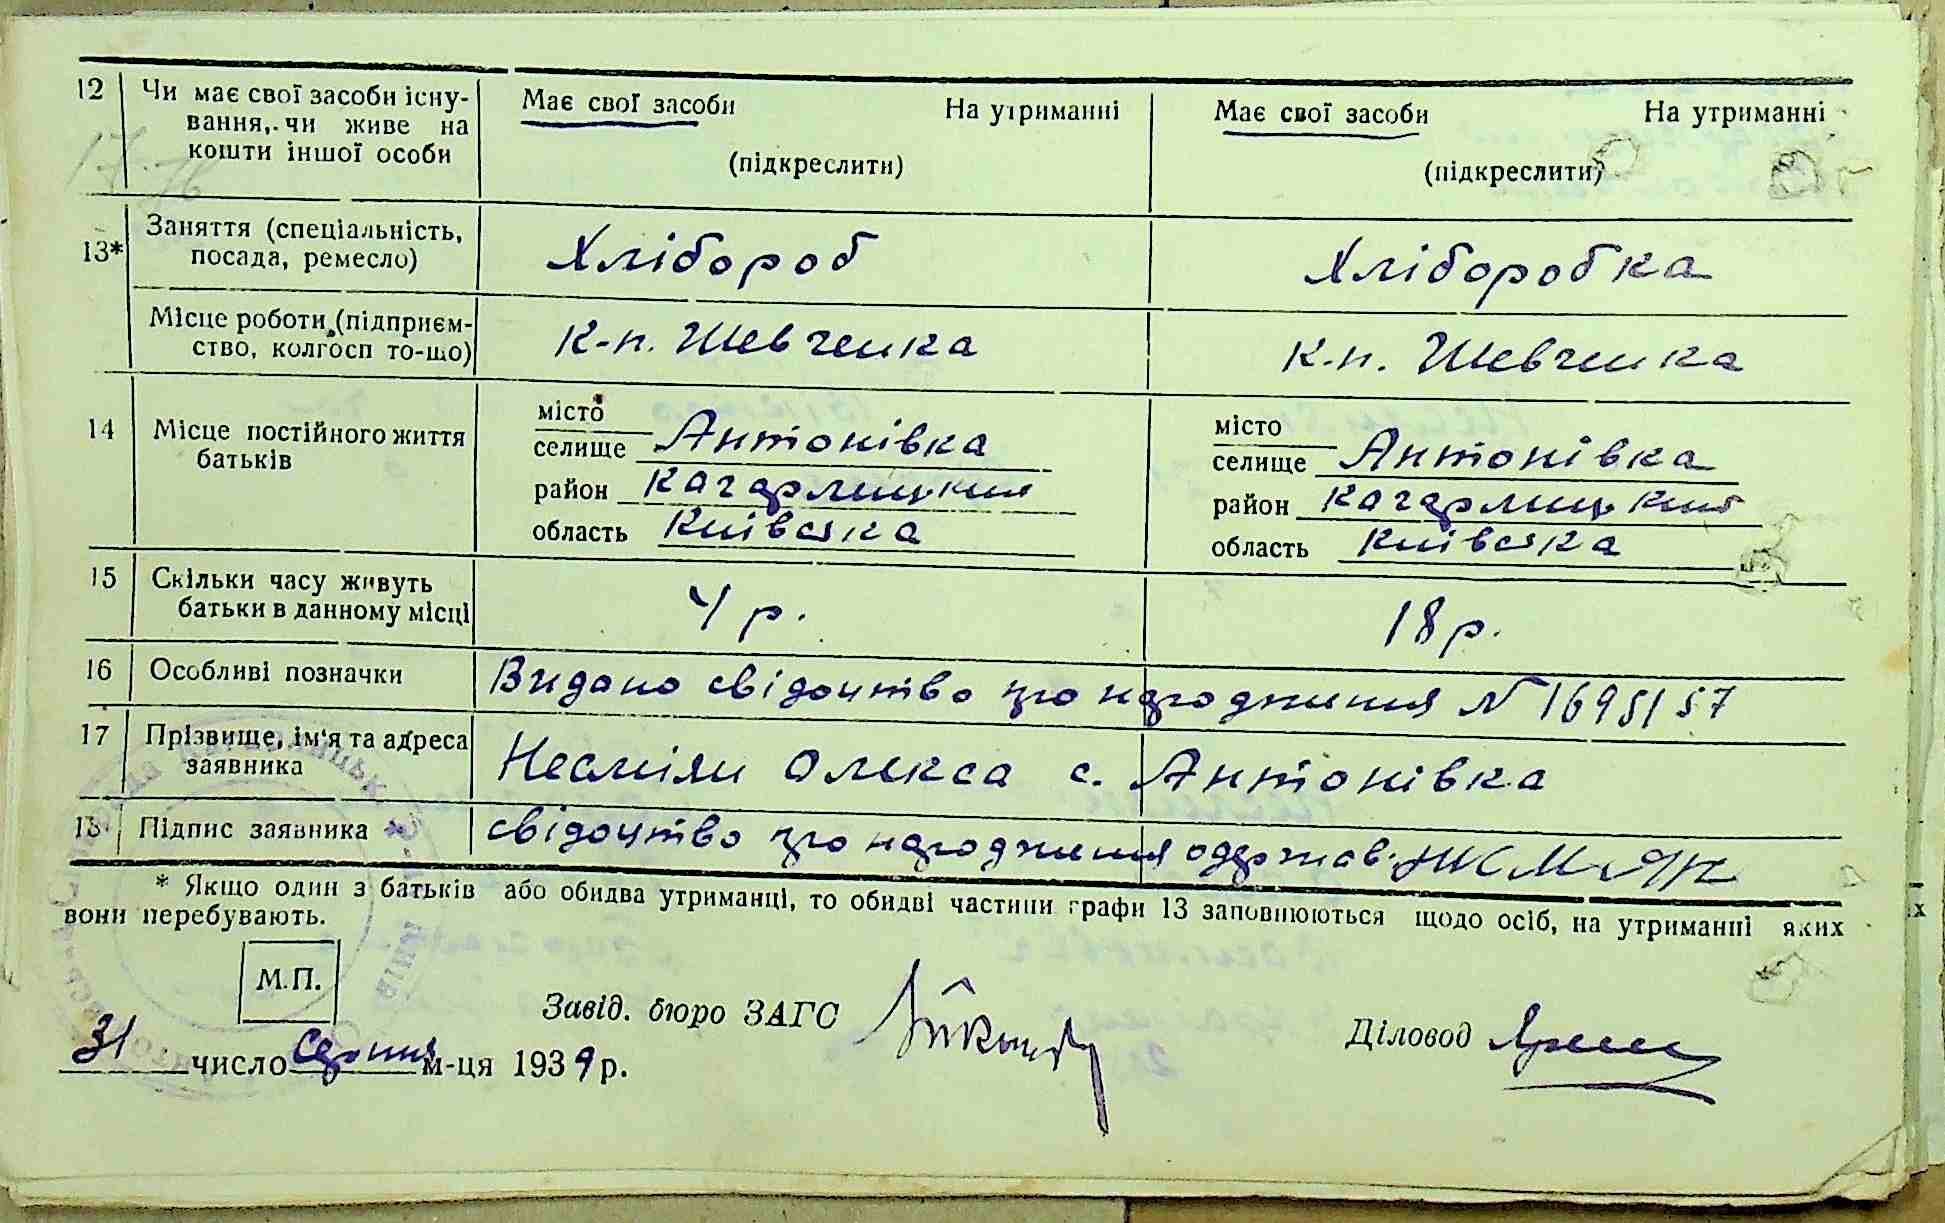 12 Чи має свої засоби існу- Має свої засоби На утриманні Має свої засоби На утриманні
вання, чи живе на
кошти іншої особи (підкреслити) (підкреслити)
13* Заняття (спеціальність, Хлібороб Хліборобка
посада, ремесло)
Місце роботи (підприєм- К-п. Шевченка К.п. Шевченка
ство, колгосп то-що)
14 Місце постійного життя місто місто
батьків селище Антонівка селище Антонівка
район Кагарлицький район Кагарлицький
область Київська область Київська
15 Скільки часу живуть 4 р. 18 р.
батьки в данному місці
16 Особливі позначки Видано свідоцтво про народження N 1695157
17 Прізвище, ім'я та адреса Несміян Олекса с. Антонівка
заявника
18 Підпис заявника свідоцтво про народження одержав.
* Якщо один з батьків або обидва утриманці, то обидві частини графи 13 заповнюються щодо осіб, на утриманні яких
вони перебувають.
М.П.
Завід. бюро ЗАГС Діловод
31 число Серпня м-ця 1939 р.